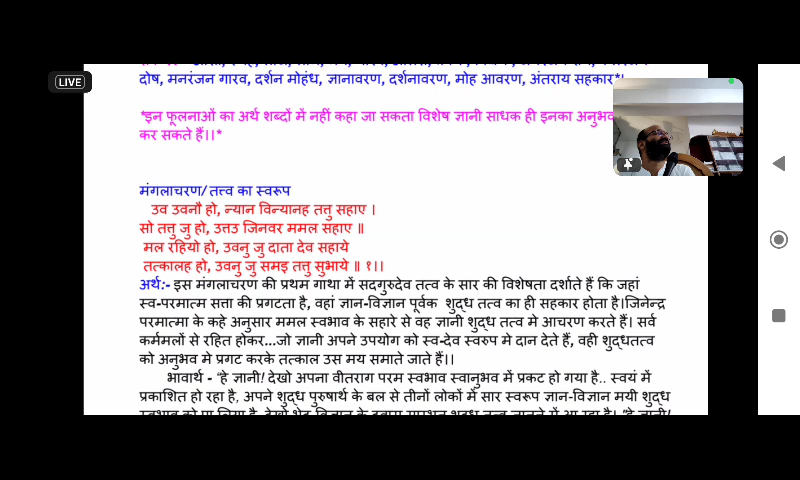 LIVE
दोष, मनरंजन गारव, दर्शन मोहंध, ज्ञानावरण, दर्शनावरण, मोह आवरण, अंतराय सहकार*।
*इन फूलनाओं का अर्थ शब्दों में नहीं कहा जा सकता विशेष ज्ञानी साधक ही इनका अनुभव
कर सकते हैं।।*
मंगलाचरण/तत्त्व का स्वरूप
उव उवनौ हो, न्यान विन्यानह तत्तु सहाए ।
सो तत्तु जु हो, उत्तउ जिनवर ममल सहाए ॥
मल रहियो हो, उवनु जु दाता देव सहाये
तत्कालह हो, उवनु जु समइ तत्तु सुभाये ॥ १।।
अर्थ:- इस मंगलाचरण की प्रथम गाथा में सदगुरुदेव तत्व के सार की विशेषता दर्शाते हैं कि जहां
स्व-परमात्म सत्ता की प्रगटता है, वहां ज्ञान-विज्ञान पूर्वक शुद्ध तत्व का ही सहकार होता है।जिनेन्द्र
परमात्मा के कहे अनुसार ममल स्वभाव के सहारे से वह ज्ञानी शुद्ध तत्व मे आचरण करते हैं। सर्व
कर्ममलों से रहित होकर...जो ज्ञानी अपने उपयोग को स्व-देव स्वरुप मे दान देते हैं, वही शुद्धतत्व
को अनुभव मे प्रगट करके तत्काल उस मय समाते जाते हैं।।
भावार्थ - "हे ज्ञानी! देखो अपना वीतराग परम स्वभाव स्वानुभव में प्रकट हो गया है.. स्वयं में
प्रकाशित हो रहा है, अपने शुद्ध पुरुषार्थ के बल से तीनों लोकों में सार स्वरूप ज्ञान-विज्ञान मयी शुद्ध